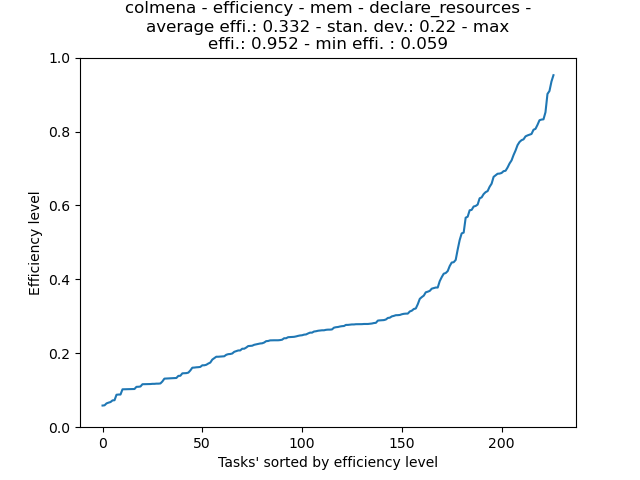 colmena - efficiency - mem - declare_resources -
average effi.: 0.332 - stan. dev.: 0.22 - max
effi.: 0.952 - min effi. : 0.059
1.0
0.8
0.6
0.4
0.2
0.0
Efficiency level
0 50 100 150 200
Tasks' sorted by efficiency level